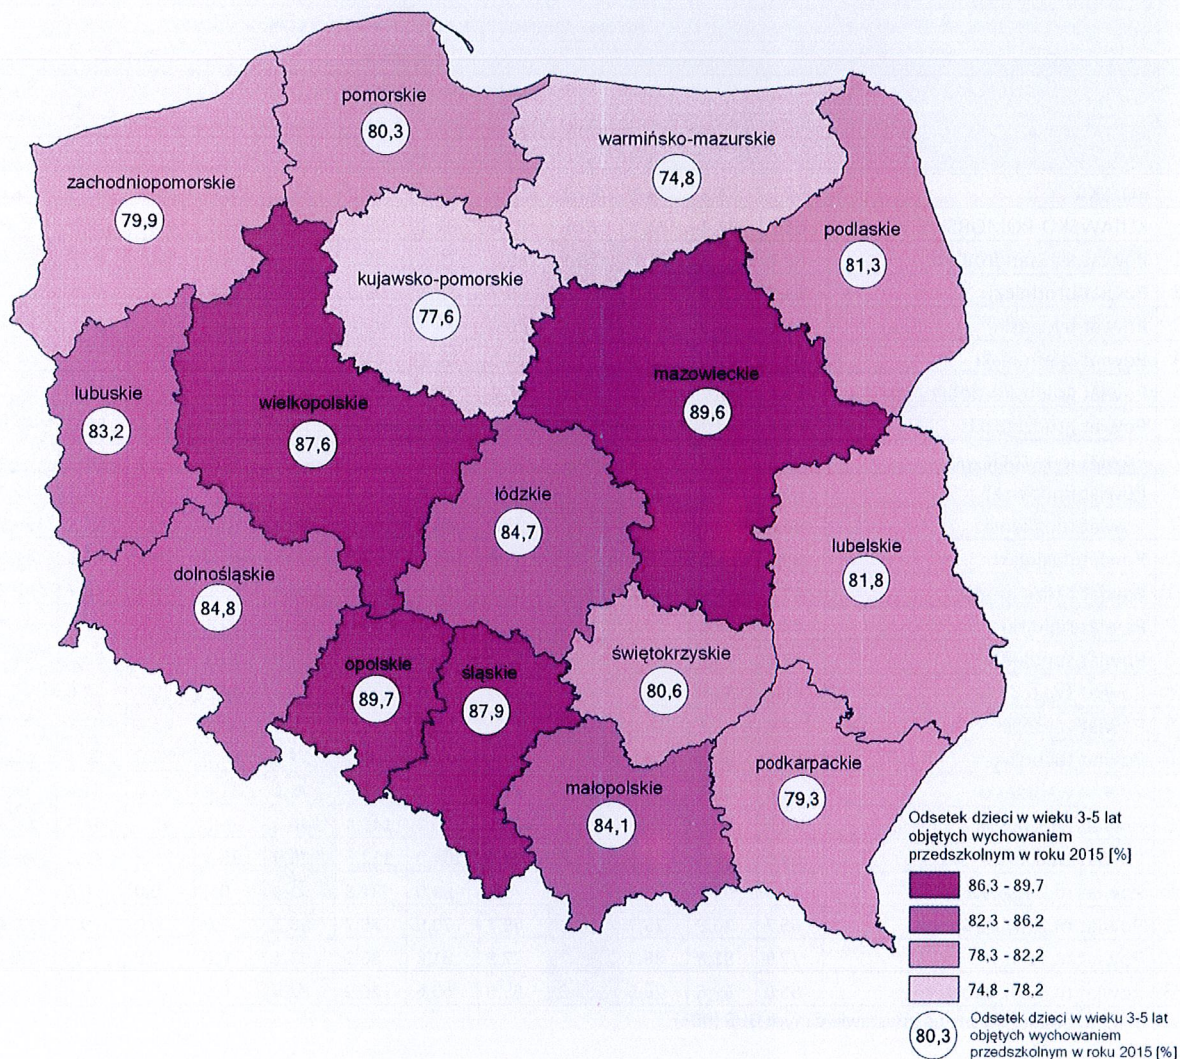 pomorskie
80,3
warmińsko-mazurskie
74,8
zachodniopomorskie
79,9
podlaskie
81,3
kujawsko-pomorskie
77,6
mazowieckie
89,6
lubuskie
83,2
wielkopolskie
87,6
łódzkie
84,7
lubelskie
81,8
dolnośląskie
84,8
opolskie
89,7
śląskie
87,9
świętokrzyskie
80,6
podkarpackie
79,3
małopolskie
84,1
Odsetek dzieci w wieku 3-5 lat
objętych wychowaniem
przedszkolnym w roku 2015 [%]
86,3 - 89,7
82,3 - 86,2
78,3 - 82,2
74,8 - 78,2
80,3
Odsetek dzieci w wieku 3-5 lat
objętych wychowaniem
przedszkolnym w roku 2015 [%]